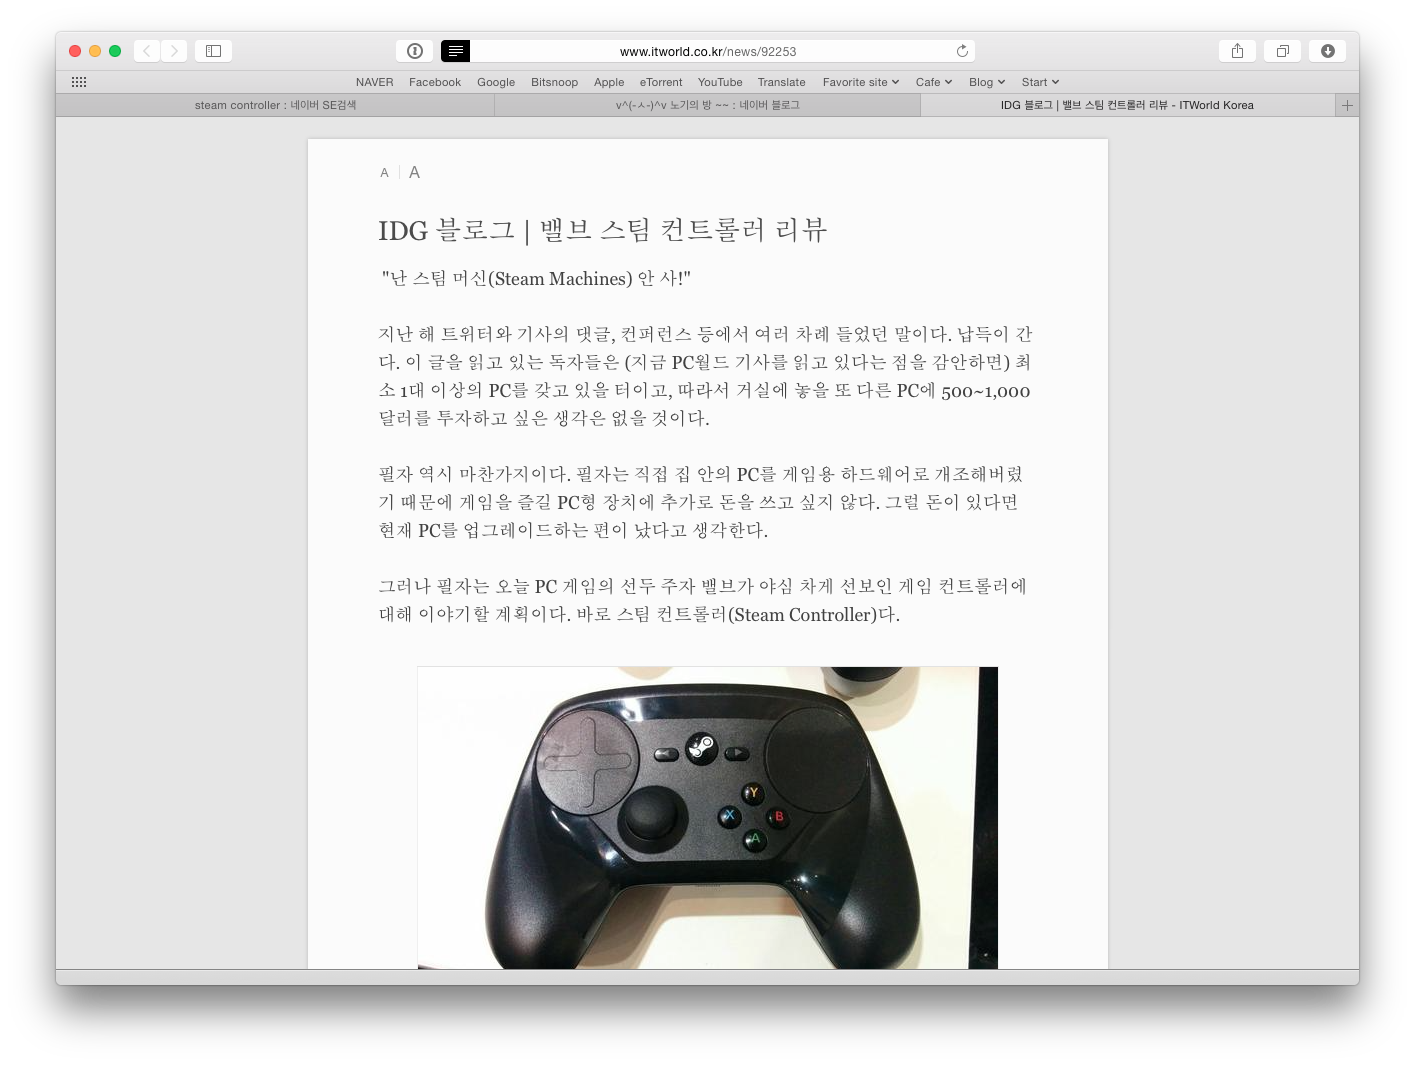 www.itworld.co.kr/news/92253
NAVER Facebook Google Bitsnoop Apple eTorrent YouTube Translate Favorite site Cafe Blog Start
steam controller : 네이버 SE검색
v^(-ㅅ-)^v 노기의 방 ~~ : 네이버 블로그
IDG 블로그 | 밸브 스팀 컨트롤러 리뷰 - ITWorld Korea
A A
IDG 블로그 | 밸브 스팀 컨트롤러 리뷰
"난 스팀 머신(Steam Machines) 안 사!"
지난 해 트위터와 기사의 댓글, 컨퍼런스 등에서 여러 차례 들었던 말이다. 납득이 간
다. 이 글을 읽고 있는 독자들은 (지금 PC월드 기사를 읽고 있다는 점을 감안하면) 최
소 1대 이상의 PC를 갖고 있을 터이고, 따라서 거실에 놓을 또 다른 PC에 500~1,000
달러를 투자하고 싶은 생각은 없을 것이다.
필자 역시 마찬가지이다. 필자는 직접 집 안의 PC를 게임용 하드웨어로 개조해버렸
기 때문에 게임을 즐길 PC형 장치에 추가로 돈을 쓰고 싶지 않다. 그럴 돈이 있다면
현재 PC를 업그레이드하는 편이 났다고 생각한다.
그러나 필자는 오늘 PC 게임의 선두 주자 밸브가 야심 차게 선보인 게임 컨트롤러에
대해 이야기할 계획이다. 바로 스팀 컨트롤러(Steam Controller)다.
Y
X B
A